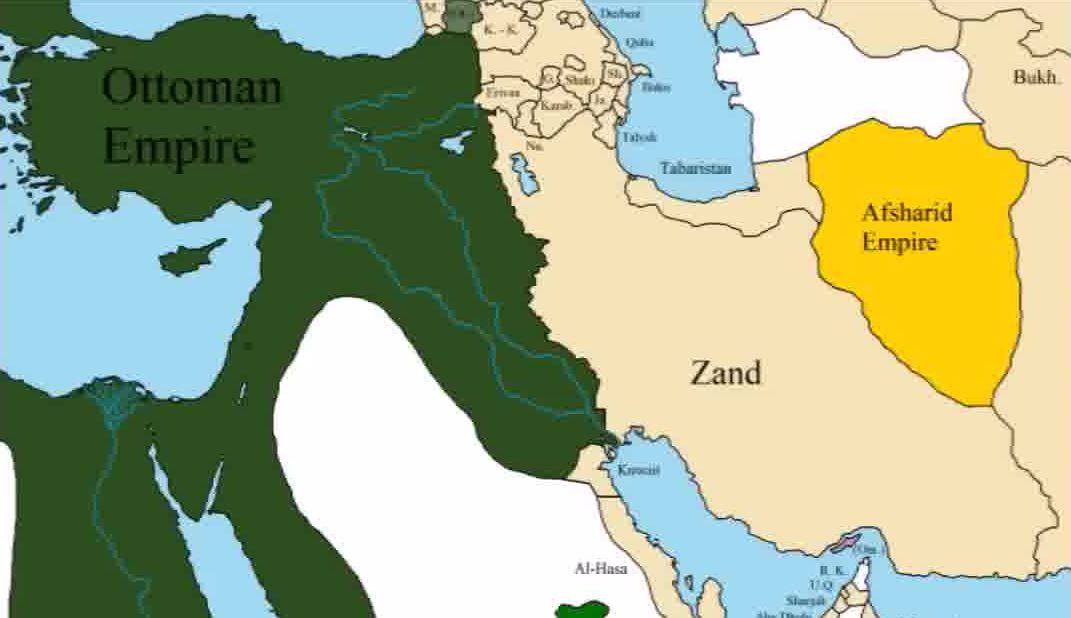 Ottoman
Empire
M.
K. - K.
Derbent
Quba
Baku
Erivan
G.
Shaki
Sh.
Karab.
Ja.
Talysh
Na.
Tabaristan
Bukh.
Afsharid
Empire
Zand
Kuwait
Al-Hasa
(Om.)
R. K.
U.Q.
Sharjah
Abu Dhabi